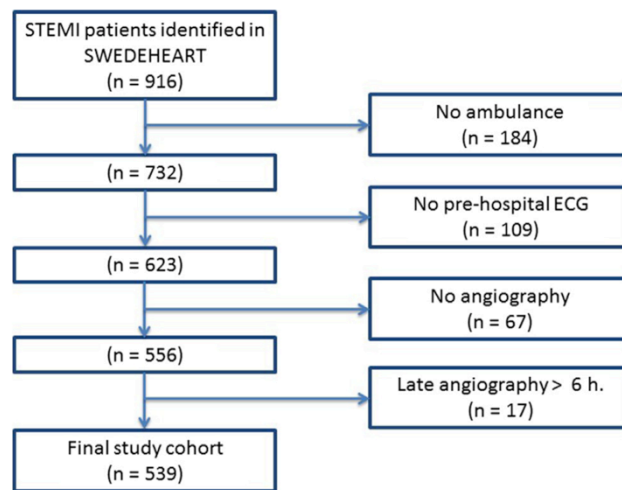 STEMI patients identified in
SWEDEHEART
(n = 916)
No ambulance
(n = 184)
(n = 732)
No pre-hospital ECG
(n = 109)
(n = 623)
No angiography
(n = 67)
(n = 556)
Late angiography > 6 h.
(n = 17)
Final study cohort
(n = 539)